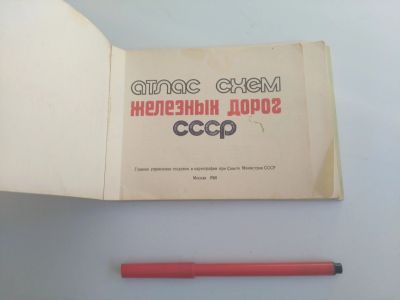 атлас схем
железных дорог
ссср
Главное управление геодезии и картографии при Совете Министров СССР
Москва